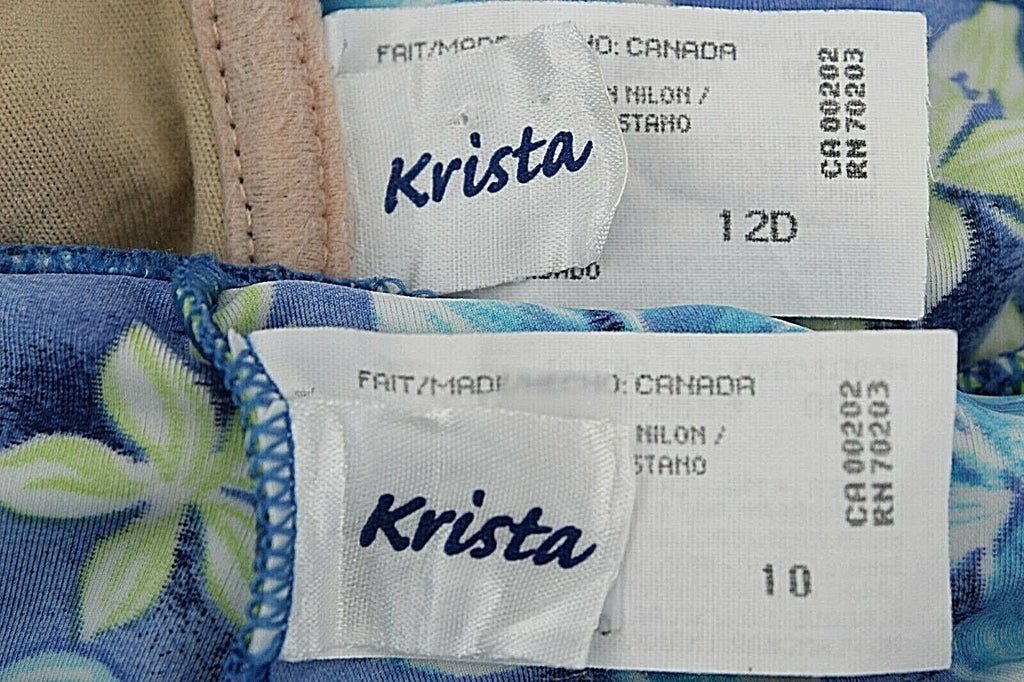 FAIT/MADE
O: CANADA
NILON /
STANO
Krista
12D
CA 00202
RN 70203
FAIT/MADE
O: CANADA
NILON /
STANO
Krista
10
CA 00202
RN 70203